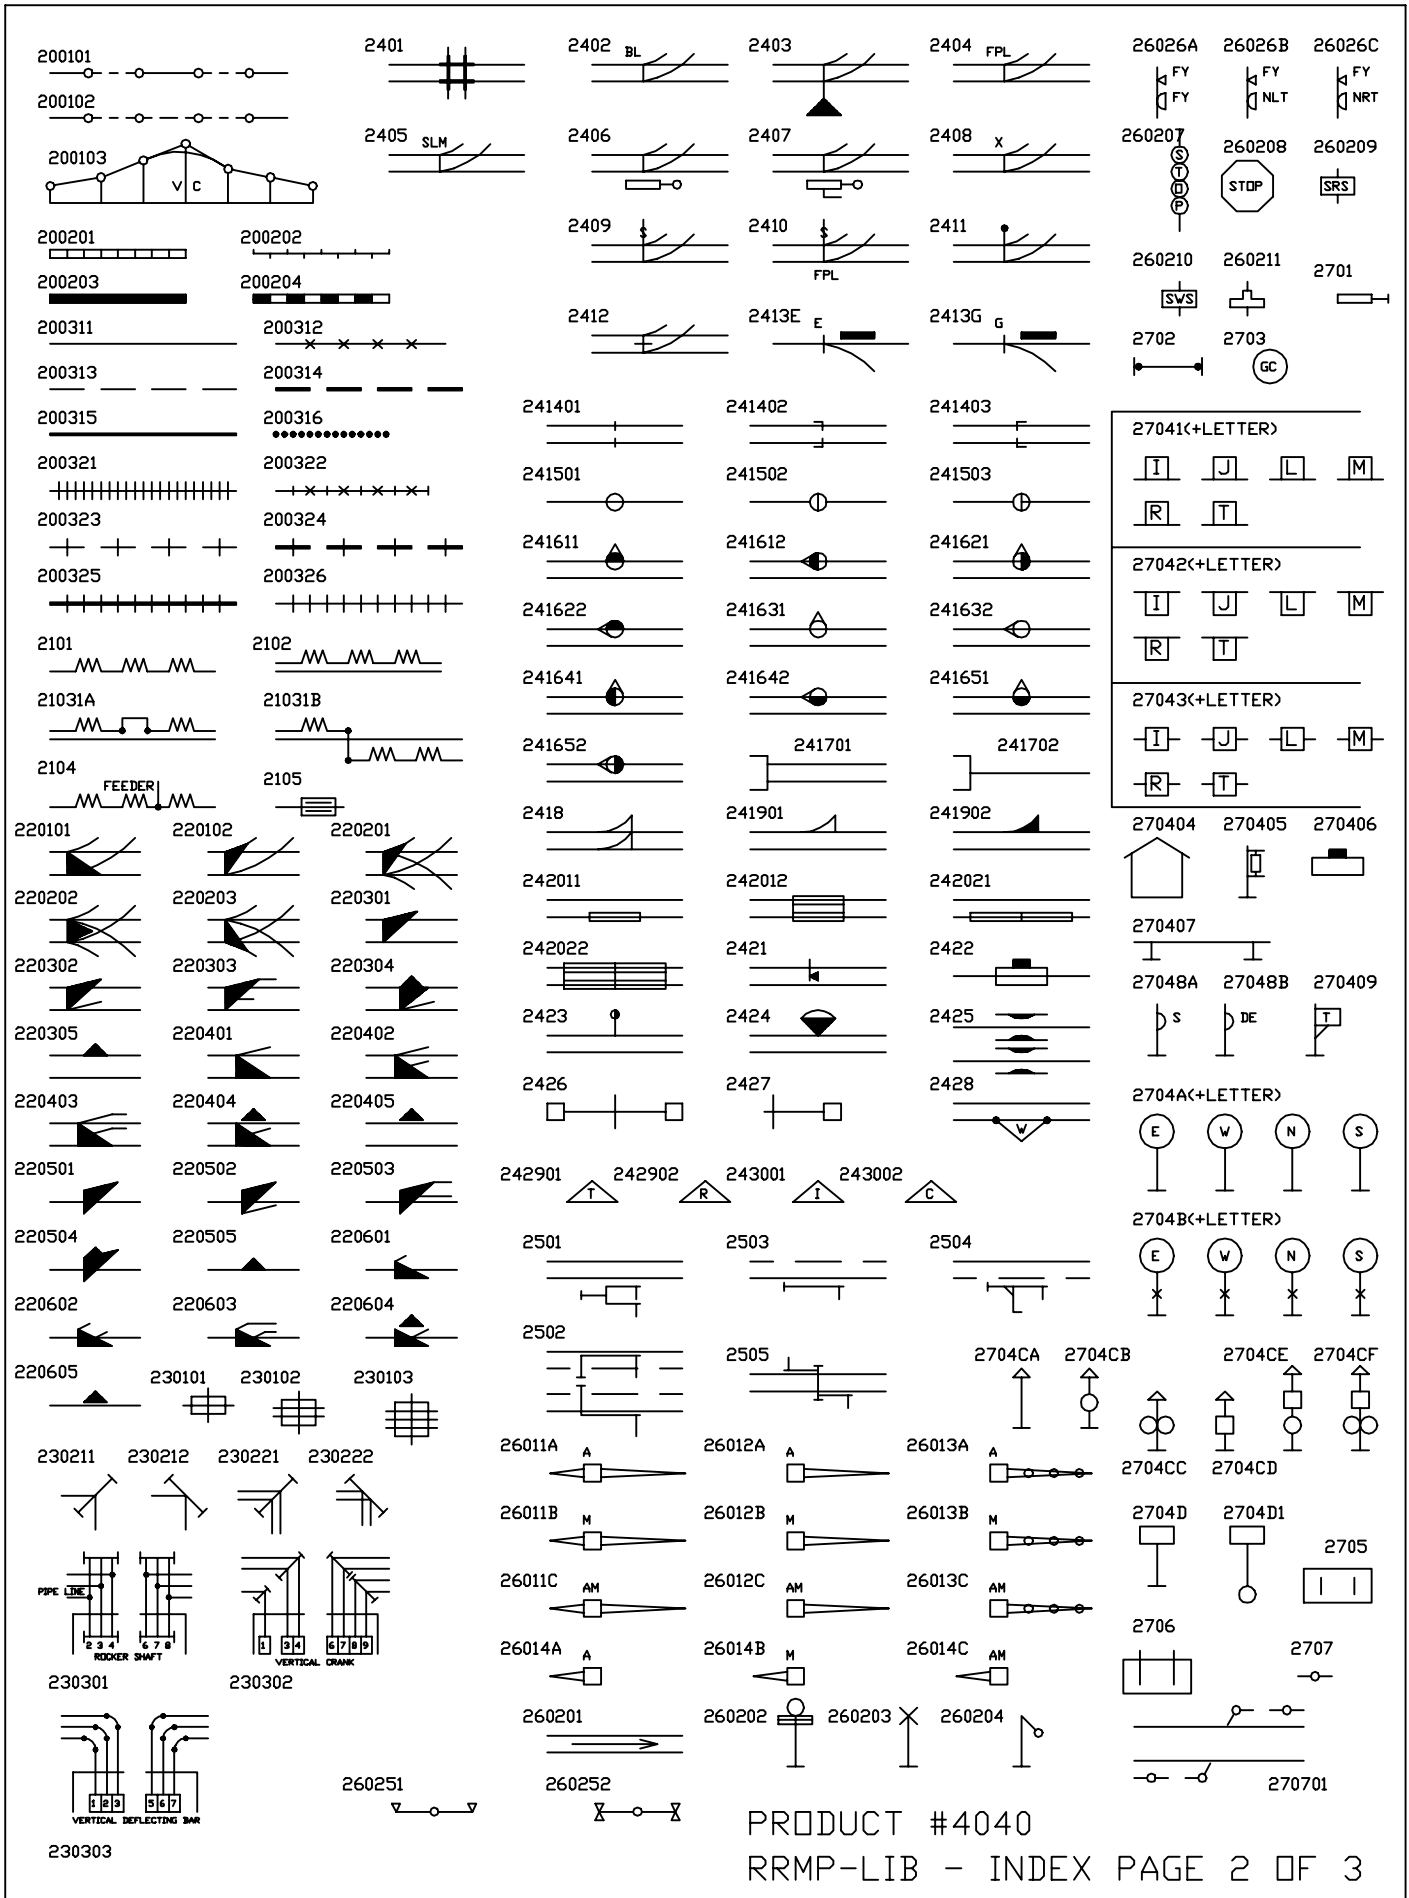 200101
2401
2402 BL
2403
2404 FPL
26026A FY FY
26026B FY NLT
26026C FY NRT
200102
200103 V C
2405 SLM
2406
2407
2408 X
260207 S T O P
260208 STOP
260209 SRS
200201
200202
2409 S
2410 S FPL
2411
260210 SWS
260211
2701
200203
200204
200311
200312
2412
2413E E
2413G G
2702
2703 GC
200313
200314
200315
200316
241401
241402
241403
27041(+LETTER)
I J L M
R T
200321
200322
241501
241502
241503
200323
200324
241611
241612
241621
27042(+LETTER)
I J L M
R T
200325
200326
241622
241631
241632
2101
2102
241641
241642
241651
27043(+LETTER)
I J L M
R T
21031A
21031B
241652
241701
241702
2104 FEEDER
2105
220101
220102
220201
2418
241901
241902
270404
270405
270406
220202
220203
220301
242011
242012
242021
270407
220302
220303
220304
242022
2421
2422
27048A S
27048B DE
270409 T
220305
220401
220402
2423
2424
2425
220403
220404
220405
2426
2427
2428 W
2704A(+LETTER)
E W N S
220501
220502
220503
242901 T
242902 R
243001 I
243002 C
220504
220505
220601
2501
2503
2504
2704B(+LETTER)
E W N S
220602
220603
220604
2502
2505
2704CA
2704CB
2704CE
2704CF
220605
230101
230102
230103
2704CC
2704CD
230211
230212
230221
230222
26011A A
26012A A
26013A A
26011B M
26012B M
26013B M
2704D
2704D1
2705
PIPE LINE
2 3 4 6 7 8
ROCKER SHAFT
1 3 4 6 7 8 9
VERTICAL CRANK
26011C AM
26012C AM
26013C AM
2706
2707
230301
230302
26014A A
26014B M
26014C AM
260201
260202
260203
260204
270701
1 2 3 5 6 7
VERTICAL DEFLECTING BAR
230303
260251
260252
PRODUCT #4040
RRMP-LIB - INDEX PAGE 2 OF 3